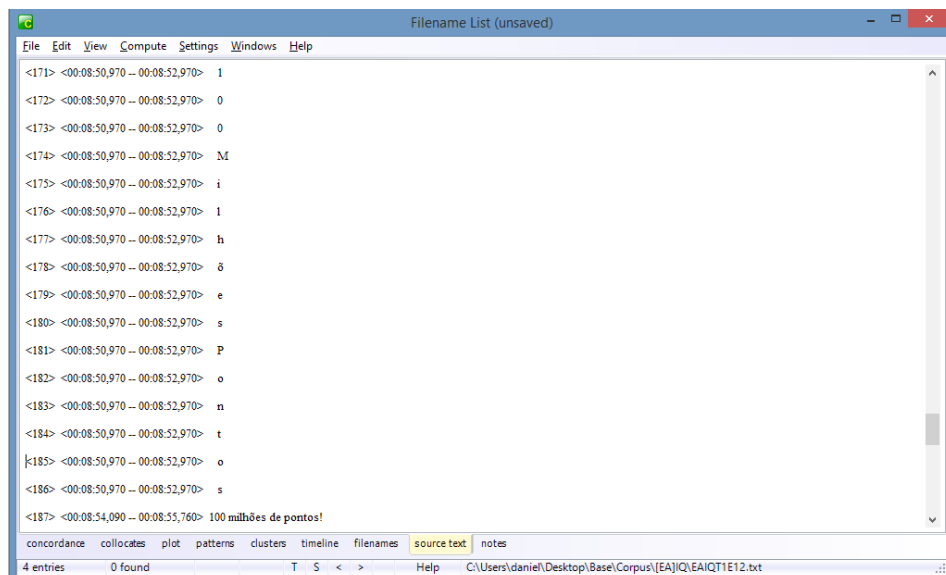 C
Filename List (unsaved)
File Edit View Compute Settings Windows Help
<171> <00:08:50,970 -- 00:08:52,970> 1
<172> <00:08:50,970 -- 00:08:52,970> 0
<173> <00:08:50,970 -- 00:08:52,970> 0
<174> <00:08:50,970 -- 00:08:52,970> M
<175> <00:08:50,970 -- 00:08:52,970> i
<176> <00:08:50,970 -- 00:08:52,970> l
<177> <00:08:50,970 -- 00:08:52,970> h
<178> <00:08:50,970 -- 00:08:52,970> õ
<179> <00:08:50,970 -- 00:08:52,970> e
<180> <00:08:50,970 -- 00:08:52,970> s
<181> <00:08:50,970 -- 00:08:52,970> P
<182> <00:08:50,970 -- 00:08:52,970> o
<183> <00:08:50,970 -- 00:08:52,970> n
<184> <00:08:50,970 -- 00:08:52,970> t
<185> <00:08:50,970 -- 00:08:52,970> o
<186> <00:08:50,970 -- 00:08:52,970> s
<187> <00:08:54,090 -- 00:08:55,760> 100 milhões de pontos!
concordance collocates plot patterns clusters timeline filenames source text notes
4 entries 0 found T S < > Help C:\Users\daniel\Desktop\Base\Corpus\[EA]IQ\EAIQT1E12.txt